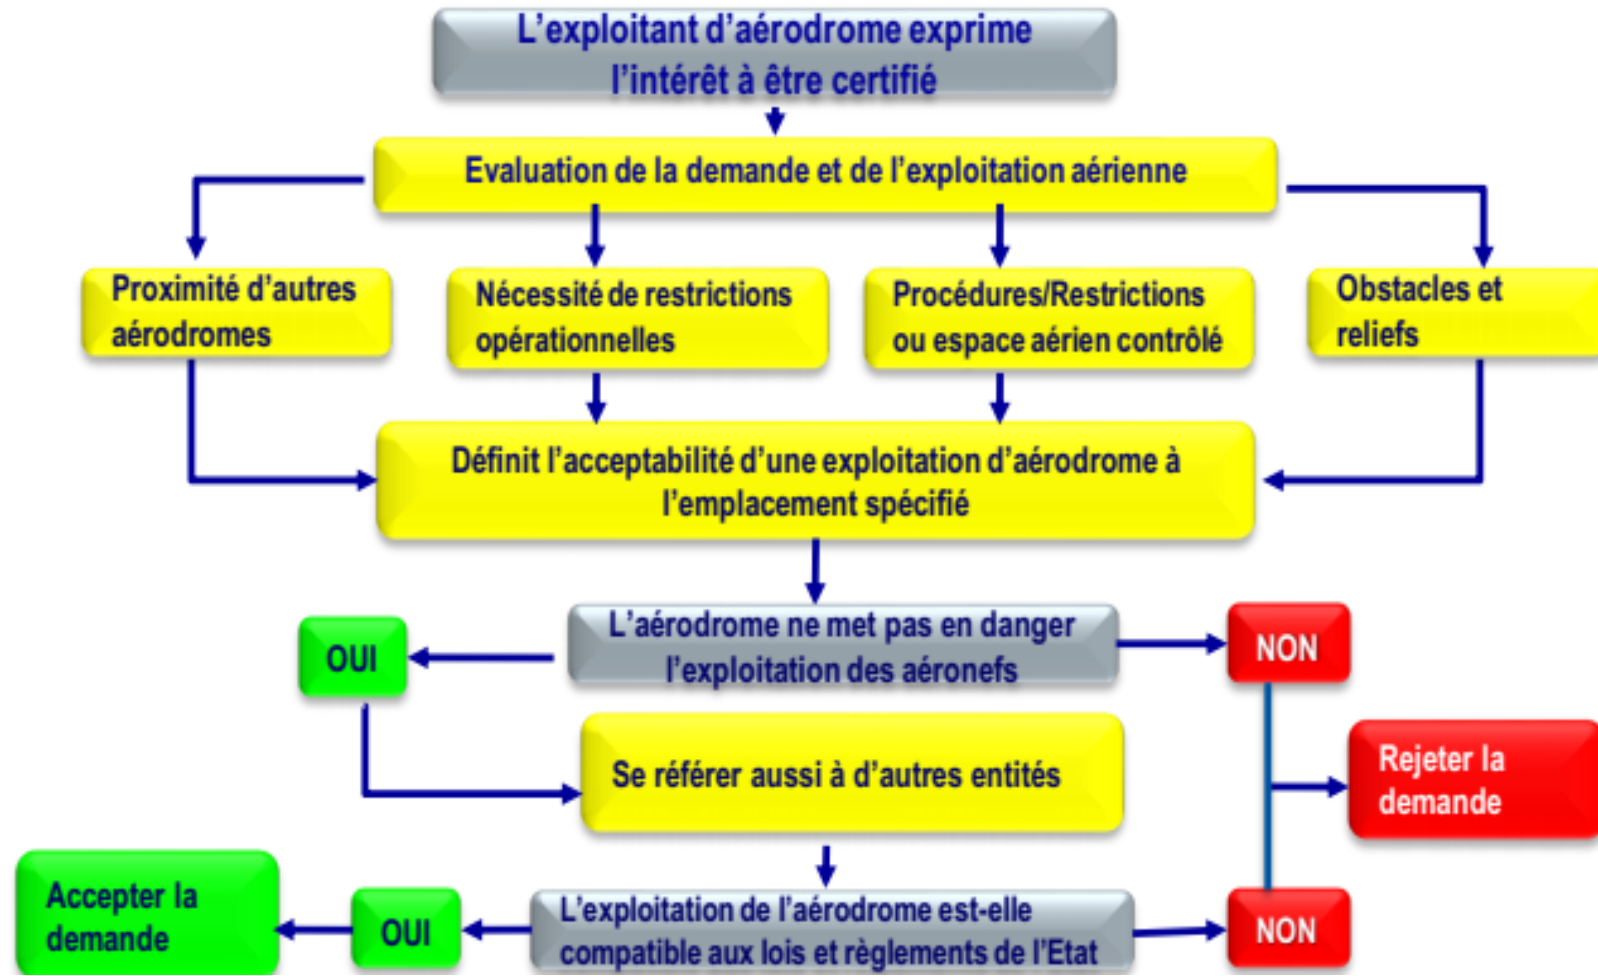 L’exploitant d’aérodrome exprime
l’intérêt à être certifié
Evaluation de la demande et de l’exploitation aérienne
Proximité d’autres
aérodromes
Nécessité de restrictions
opérationnelles
Procédures/Restrictions
ou espace aérien contrôlé
Obstacles et
reliefs
Définit l’acceptabilité d’une exploitation d’aérodrome à
l’emplacement spécifié
L’aérodrome ne met pas en danger
l’exploitation des aéronefs
OUI
NON
Se référer aussi à d’autres entités
Rejeter la
demande
Accepter la
demande
OUI
L’exploitation de l’aérodrome est-elle
compatible aux lois et règlements de l’Etat
NON